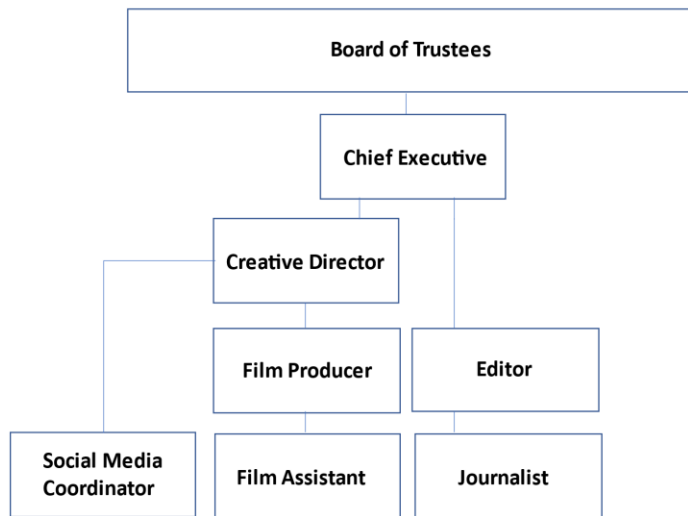 Board of Trustees
Chief Executive
Creative Director
Film Producer
Editor
Social Media
Coordinator
Film Assistant
Journalist